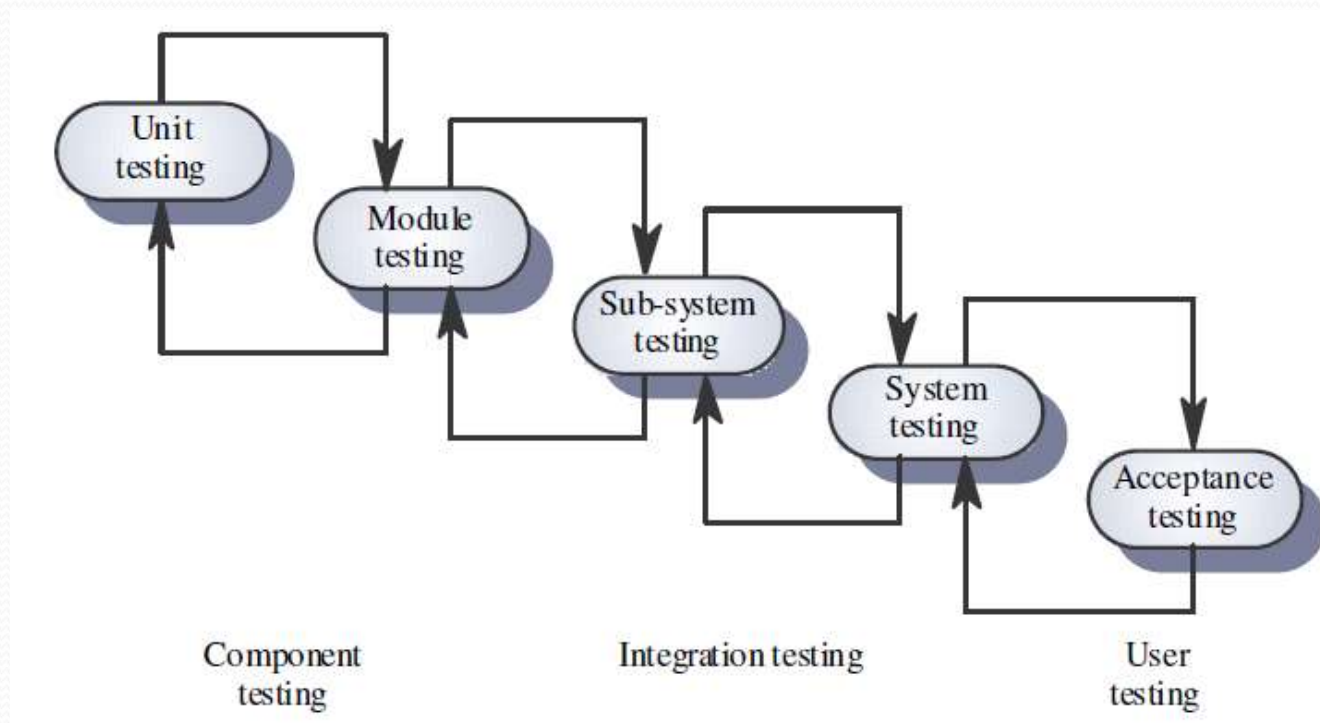 Unit
testing
Module
testing
Sub-system
testing
System
testing
Acceptance
testing
Component
testing
Integration testing
User
testing